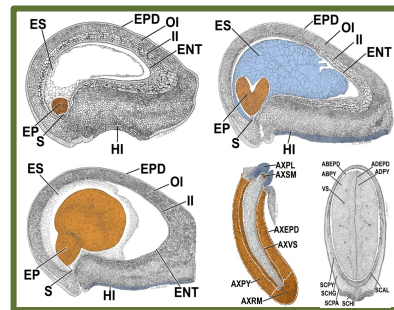 ES
EPD
OI
II
ENT
EP
S
HI
ES
EPD
OI
II
ENT
EP
S
HI
ES
EPD
OI
II
EP
S
HI
ENT
AXPL
AXSM
AXEPD
AXVS
AXPY
AXRM
ABEPD
ABPY
VS
ADEPD
ADPY
SCPY
SCHG
SCPA
SCHI
SCAL